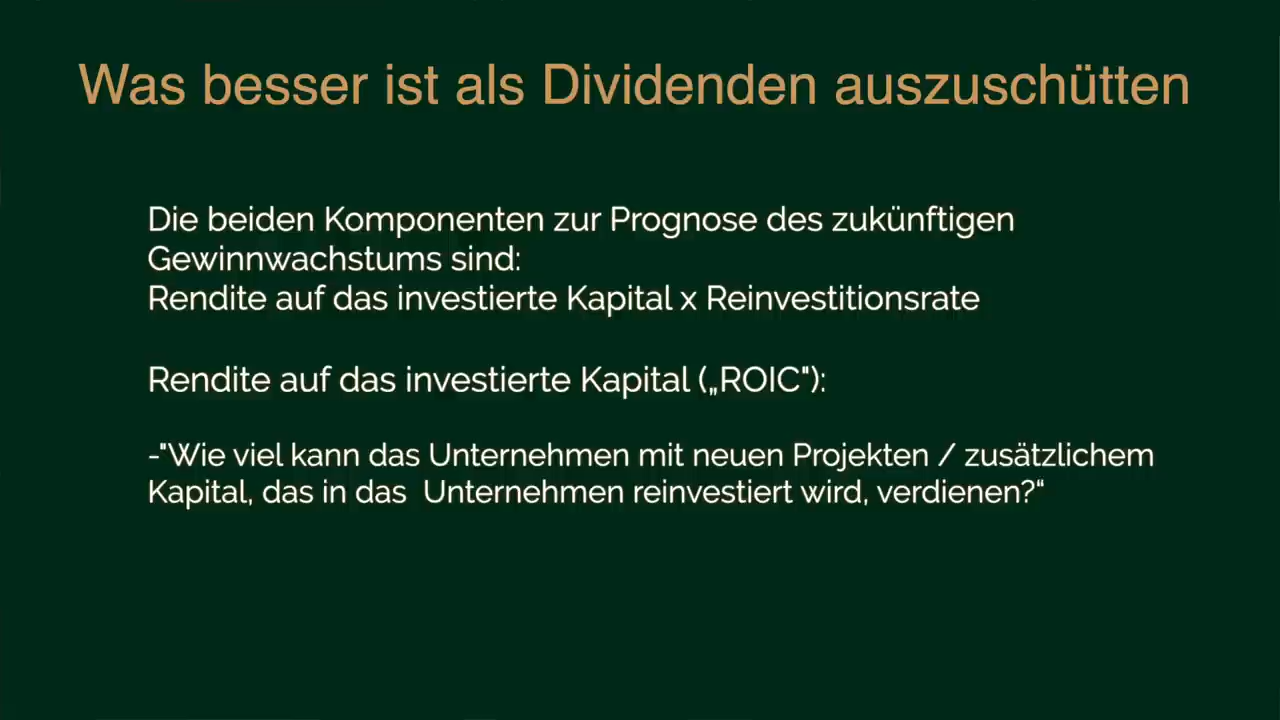 Was besser ist als Dividenden auszuschütten
Die beiden Komponenten zur Prognose des zukünftigen
Gewinnwachstums sind:
Rendite auf das investierte Kapital x Reinvestitionsrate
Rendite auf das investierte Kapital („ROIC"):
-"Wie viel kann das Unternehmen mit neuen Projekten / zusätzlichem
Kapital, das in das  Unternehmen reinvestiert wird, verdienen?“